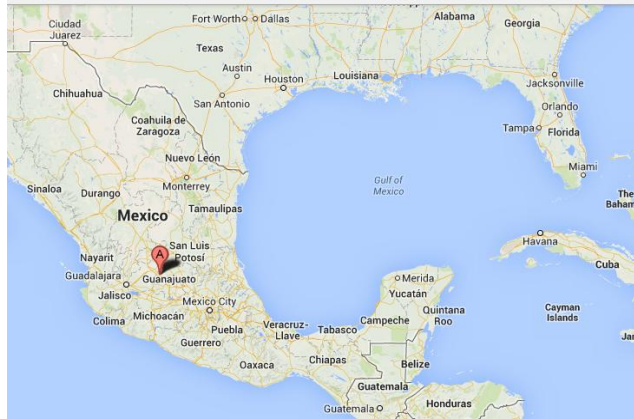 Ciudad
Juarez
Fort Worth
Dallas
Alabama
Georgia
Texas
Austin
Houston
Louisiana
Jacksonville
San Antonio
Chihuahua
Orlando
Coahuila de
Zaragoza
Tampa
Florida
Nuevo León
Miami
Monterrey
Gulf of
Mexico
Sinaloa
Durango
The
Baham
Tamaulipas
Mexico
Havana
San Luis
Potosí
A
Nayarit
Cuba
Guadalajara
Guanajuato
Merida
Jalisco
Yucatán
Mexico City
Quintana
Roo
Cayman
Islands
Colima
Michoacán
Campeche
Puebla
Veracruz-
Llave
Tabasco
Jar
Guerrero
Oaxaca
Chiapas
Belize
Guatemala
Honduras
Guatemala